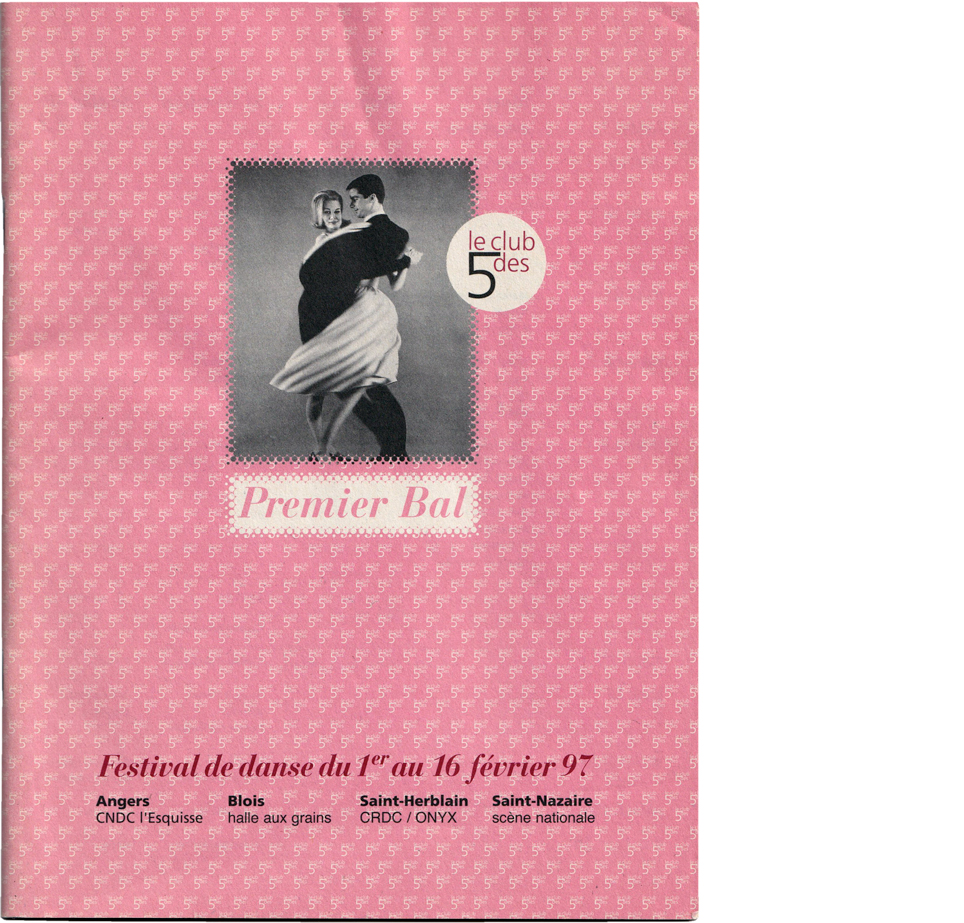 le club
5 des
Premier Bal
Festival de danse du 1er au 16 février 97
Angers
CNDC l'Esquisse
Blois
halle aux grains
Saint-Herblain
CRDC / ONYX
Saint-Nazaire
scène nationale